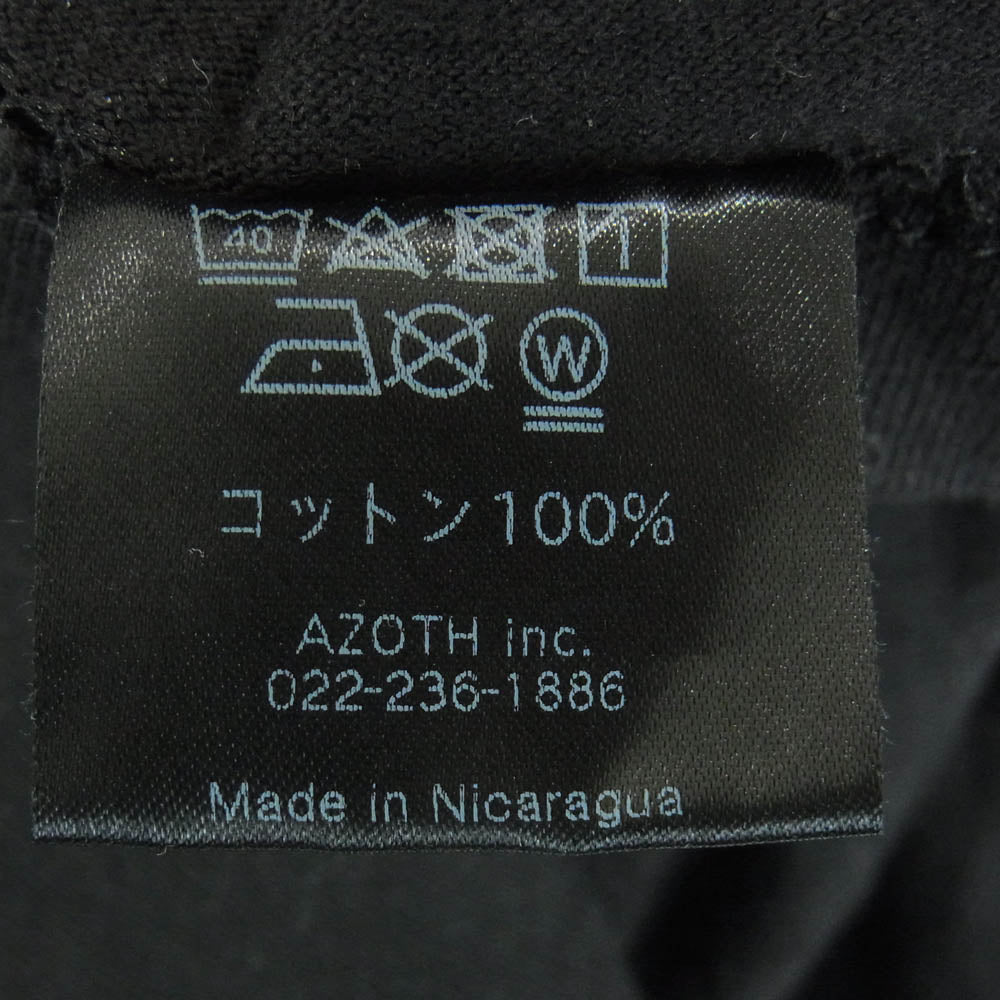 40
W
コットン100%
AZOTH inc.
022-236-1886
Made in Nicaragua